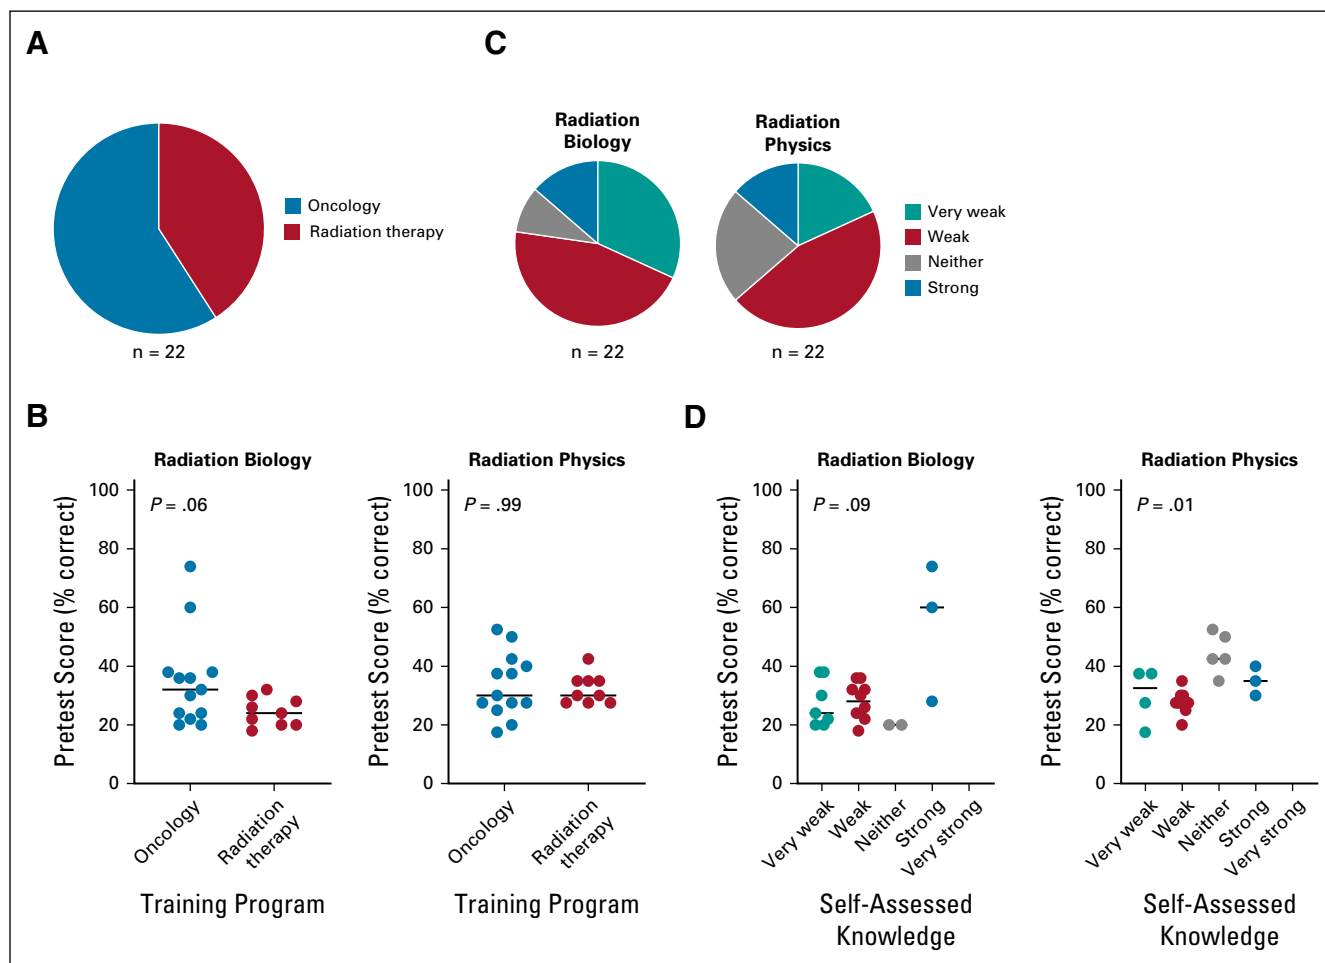 A
Oncology
Radiation therapy
n = 22
C
Radiation
Biology
Radiation
Physics
n = 22
n = 22
Very weak
Weak
Neither
Strong
B
Radiation Biology
Pretest Score (% correct)
100
80
60
40
20
0
P = .06
Oncology
Radiation
therapy
Training Program
Radiation Physics
Pretest Score (% correct)
100
80
60
40
20
0
P = .99
Oncology
Radiation
therapy
Training Program
D
Radiation Biology
Pretest Score (% correct)
100
80
60
40
20
0
P = .09
Very weak
Weak
Neither
Strong
Very strong
Self-Assessed
Knowledge
Radiation Physics
Pretest Score (% correct)
100
80
60
40
20
0
P = .01
Very weak
Weak
Neither
Strong
Very strong
Self-Assessed
Knowledge